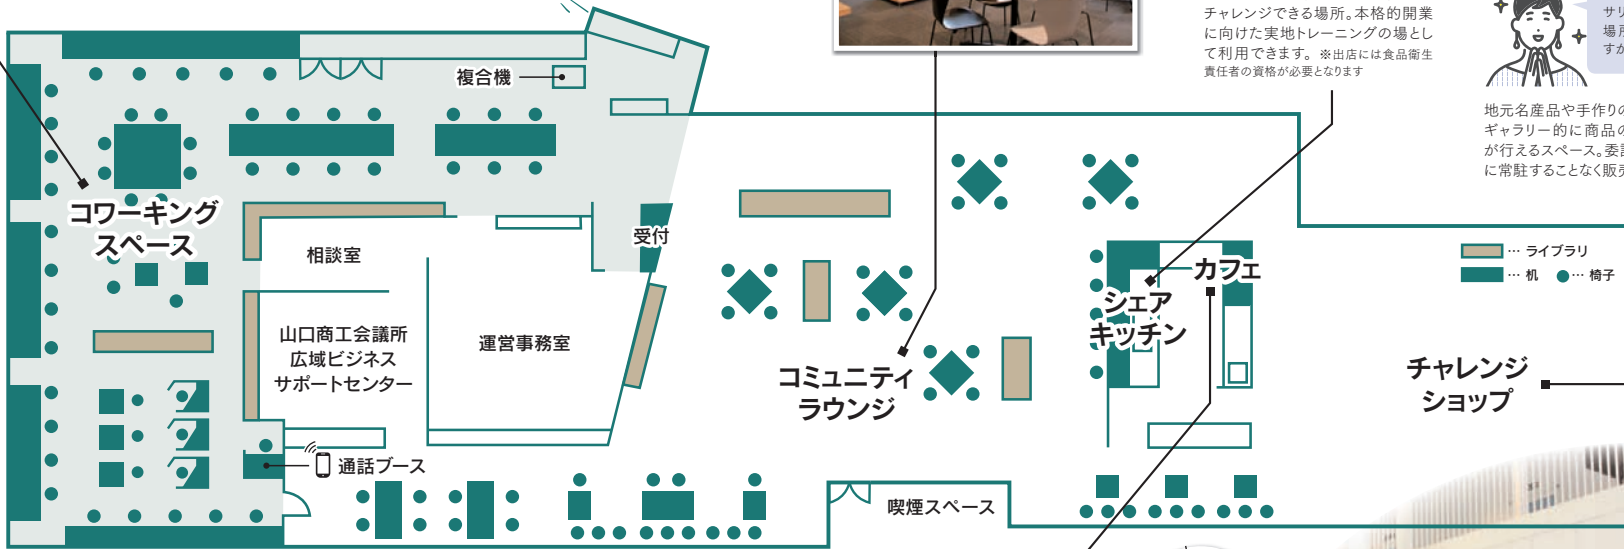 チャレンジできる場所。本格的開業
に向けた実地トレーニングの場とし
て利用できます。※出店には食品衛生
責任者の資格が必要となります
サリ
場所
すか
地元名産品や手作りの
ギャラリー的に商品の
が行えるスペース。委託
に常駐することなく販売
複合機
コワーキング
スペース
相談室
受付
山口商工会議所
広域ビジネス
サポートセンター
運営事務室
通話ブース
コミュニティ
ラウンジ
喫煙スペース
シェア
キッチン
カフェ
… ライブラリ
… 机 … 椅子
チャレンジ
ショップ